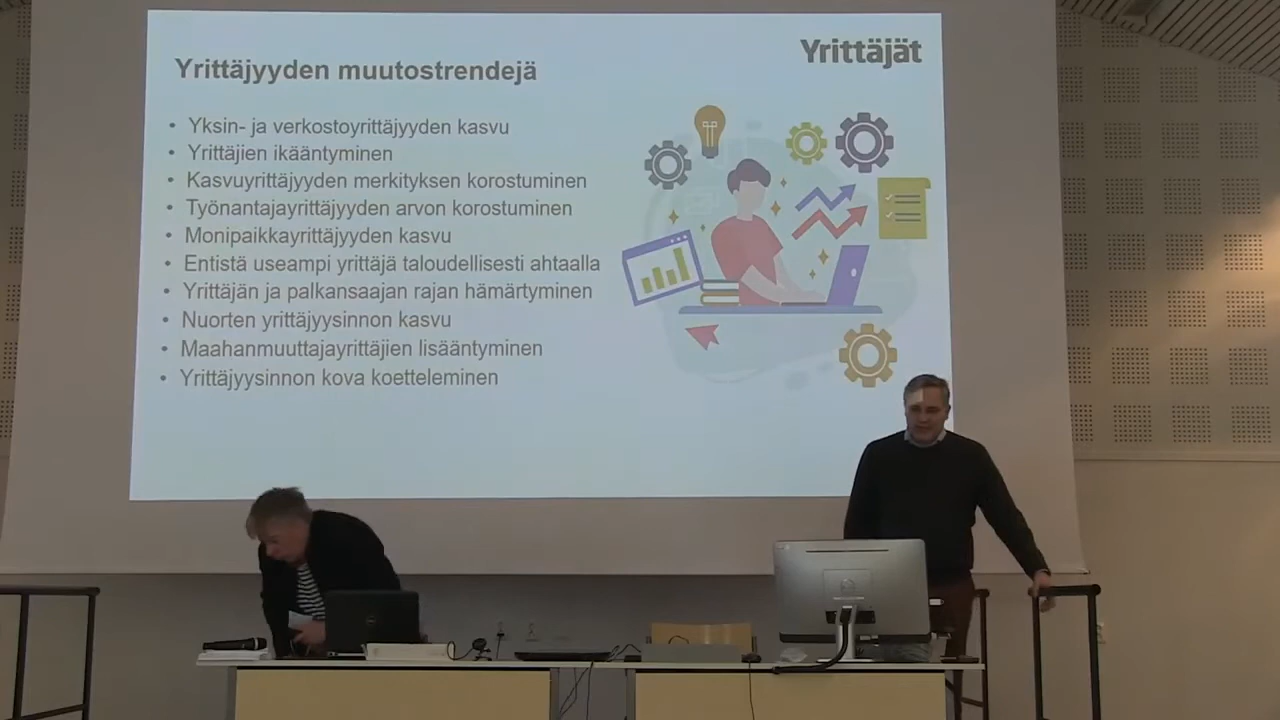 Yrittäjät
Yrittäjyyden muutostrendejä
• Yksin- ja verkostoyrittäjyyden kasvu
• Yrittäjien ikääntyminen
• Kasvuyrittäjyyden merkityksen korostuminen
• Työnantajayrittäjyyden arvon korostuminen
• Monipaikkayrittäjyyden kasvu
• Entistä useampi yrittäjä taloudellisesti ahtaalla
• Yrittäjän ja palkansaajan rajan hämärtyminen
• Nuorten yrittäjyysinnon kasvu
• Maahanmuuttajayrittäjien lisääntyminen
• Yrittäjyysinnon kova koetteleminen